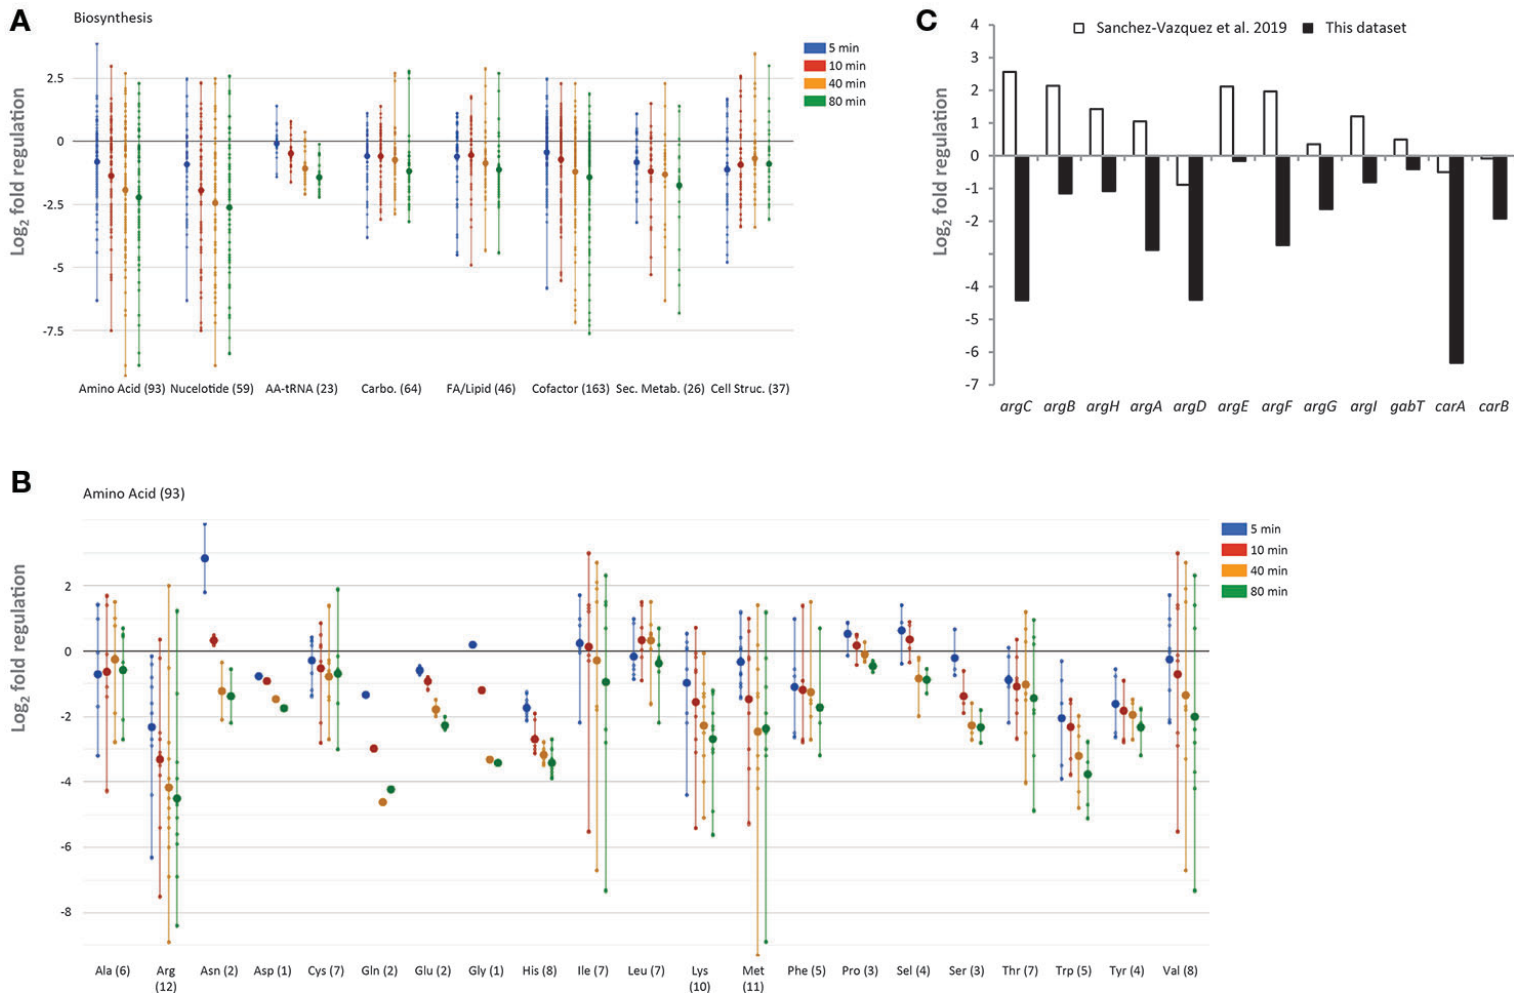 A
Biosynthesis
Log2 fold regulation
2.5
0
-2.5
-5
-7.5
5 min
10 min
40 min
80 min
Amino Acid (93) Nucelotide (59) AA-tRNA (23) Carbo. (64) FA/Lipid (46) Cofactor (163) Sec. Metab. (26) Cell Struc. (37)
C
Sanchez-Vazquez et al. 2019 This dataset
Log2 fold regulation
4
3
2
1
0
-1
-2
-3
-4
-5
-6
-7
argC argB argH argA argD argE argF argG argI gabT carA carB
B
Amino Acid (93)
Log2 fold regulation
2
0
-2
-4
-6
-8
5 min
10 min
40 min
80 min
Ala (6) Arg (12) Asn (2) Asp (1) Cys (7) Gln (2) Glu (2) Gly (1) His (8) Ile (7) Leu (7) Lys (10) Met (11) Phe (5) Pro (3) Sel (4) Ser (3) Thr (7) Trp (5) Tyr (4) Val (8)